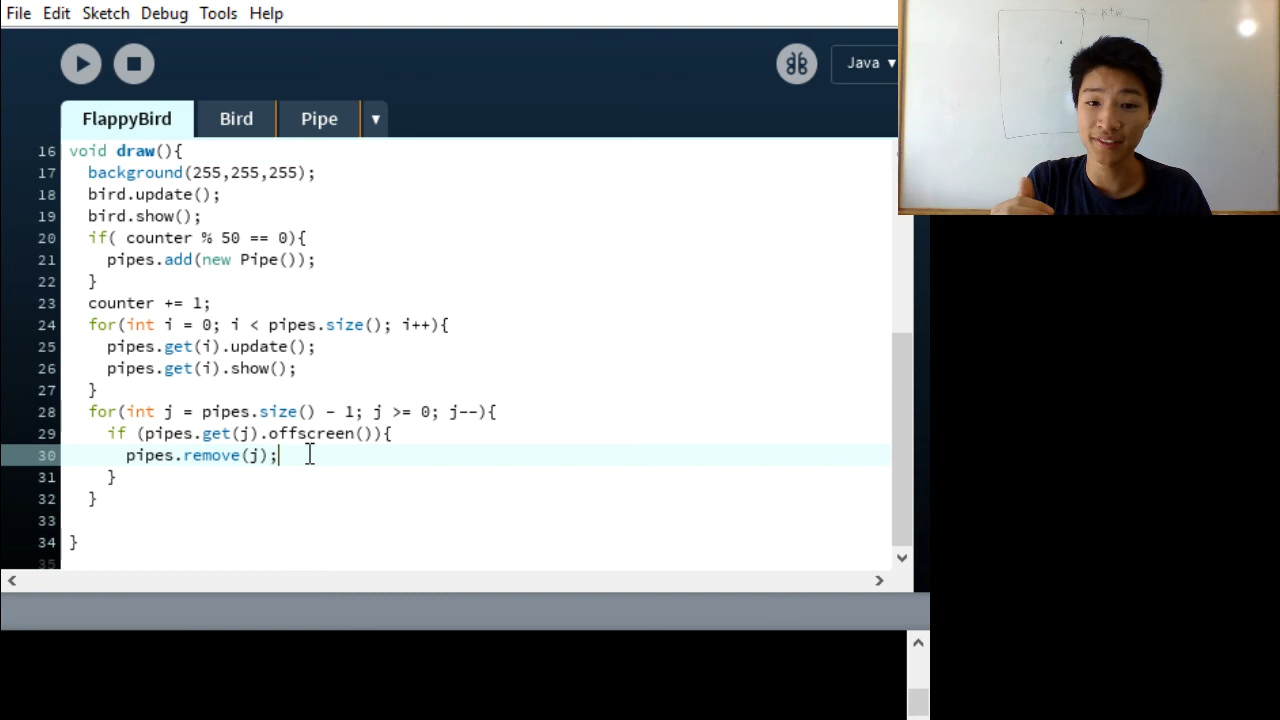 File Edit Sketch Debug Tools Help
Java ▾
FlappyBird Bird Pipe ▾
16 void draw(){
17 background(255,255,255);
18 bird.update();
19 bird.show();
20 if( counter % 50 == 0){
21 pipes.add(new Pipe());
22 }
23 counter += 1;
24 for(int i = 0; i < pipes.size(); i++){
25 pipes.get(i).update();
26 pipes.get(i).show();
27 }
28 for(int j = pipes.size() - 1; j >= 0; j--){
29 if (pipes.get(j).offscreen()){
30 pipes.remove(j);
31 }
32 }
33
34 }
35